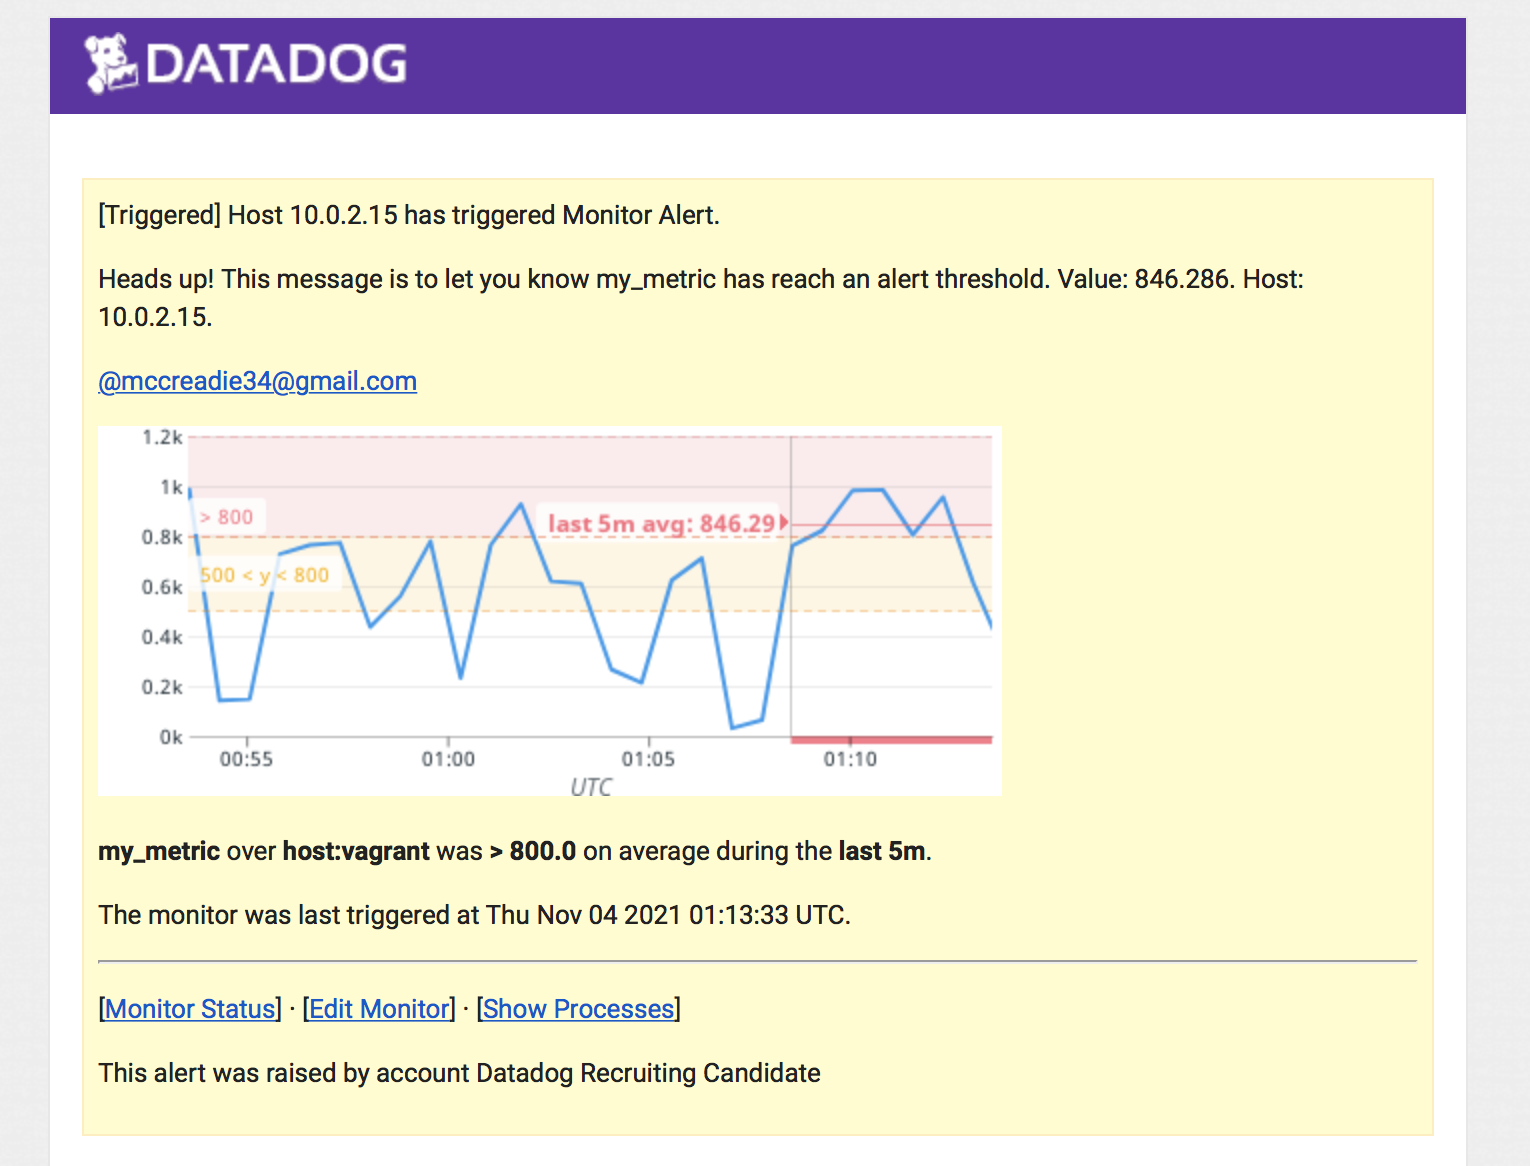 DATADOG
[Triggered] Host 10.0.2.15 has triggered Monitor Alert.
Heads up! This message is to let you know my_metric has reach an alert threshold. Value: 846.286. Host:
10.0.2.15.
@mccreadie34@gmail.com
1.2k
1k
> 800
last 5m avg: 846.29
0.8k
500 < y < 800
0.6k
0.4k
0.2k
0k
00:55 01:00 01:05 01:10
UTC
my_metric over host:vagrant was > 800.0 on average during the last 5m.
The monitor was last triggered at Thu Nov 04 2021 01:13:33 UTC.
[Monitor Status] · [Edit Monitor] · [Show Processes]
This alert was raised by account Datadog Recruiting Candidate